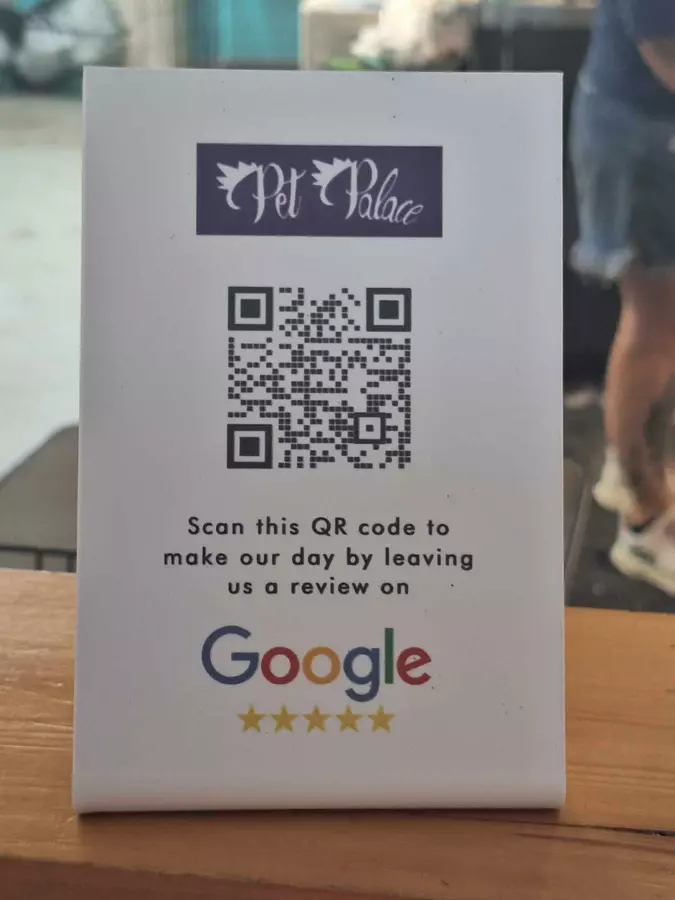 Pet Palace
Scan this QR code to
make our day by leaving
us a review on
Google